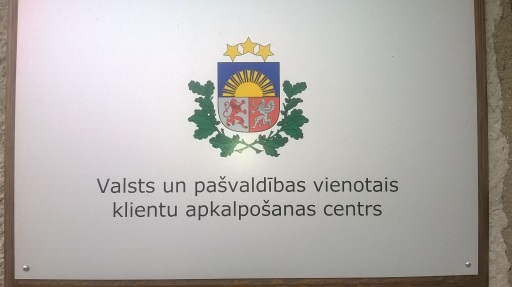 Valsts un pašvaldības vienotais
klientu apkalpošanas centrs